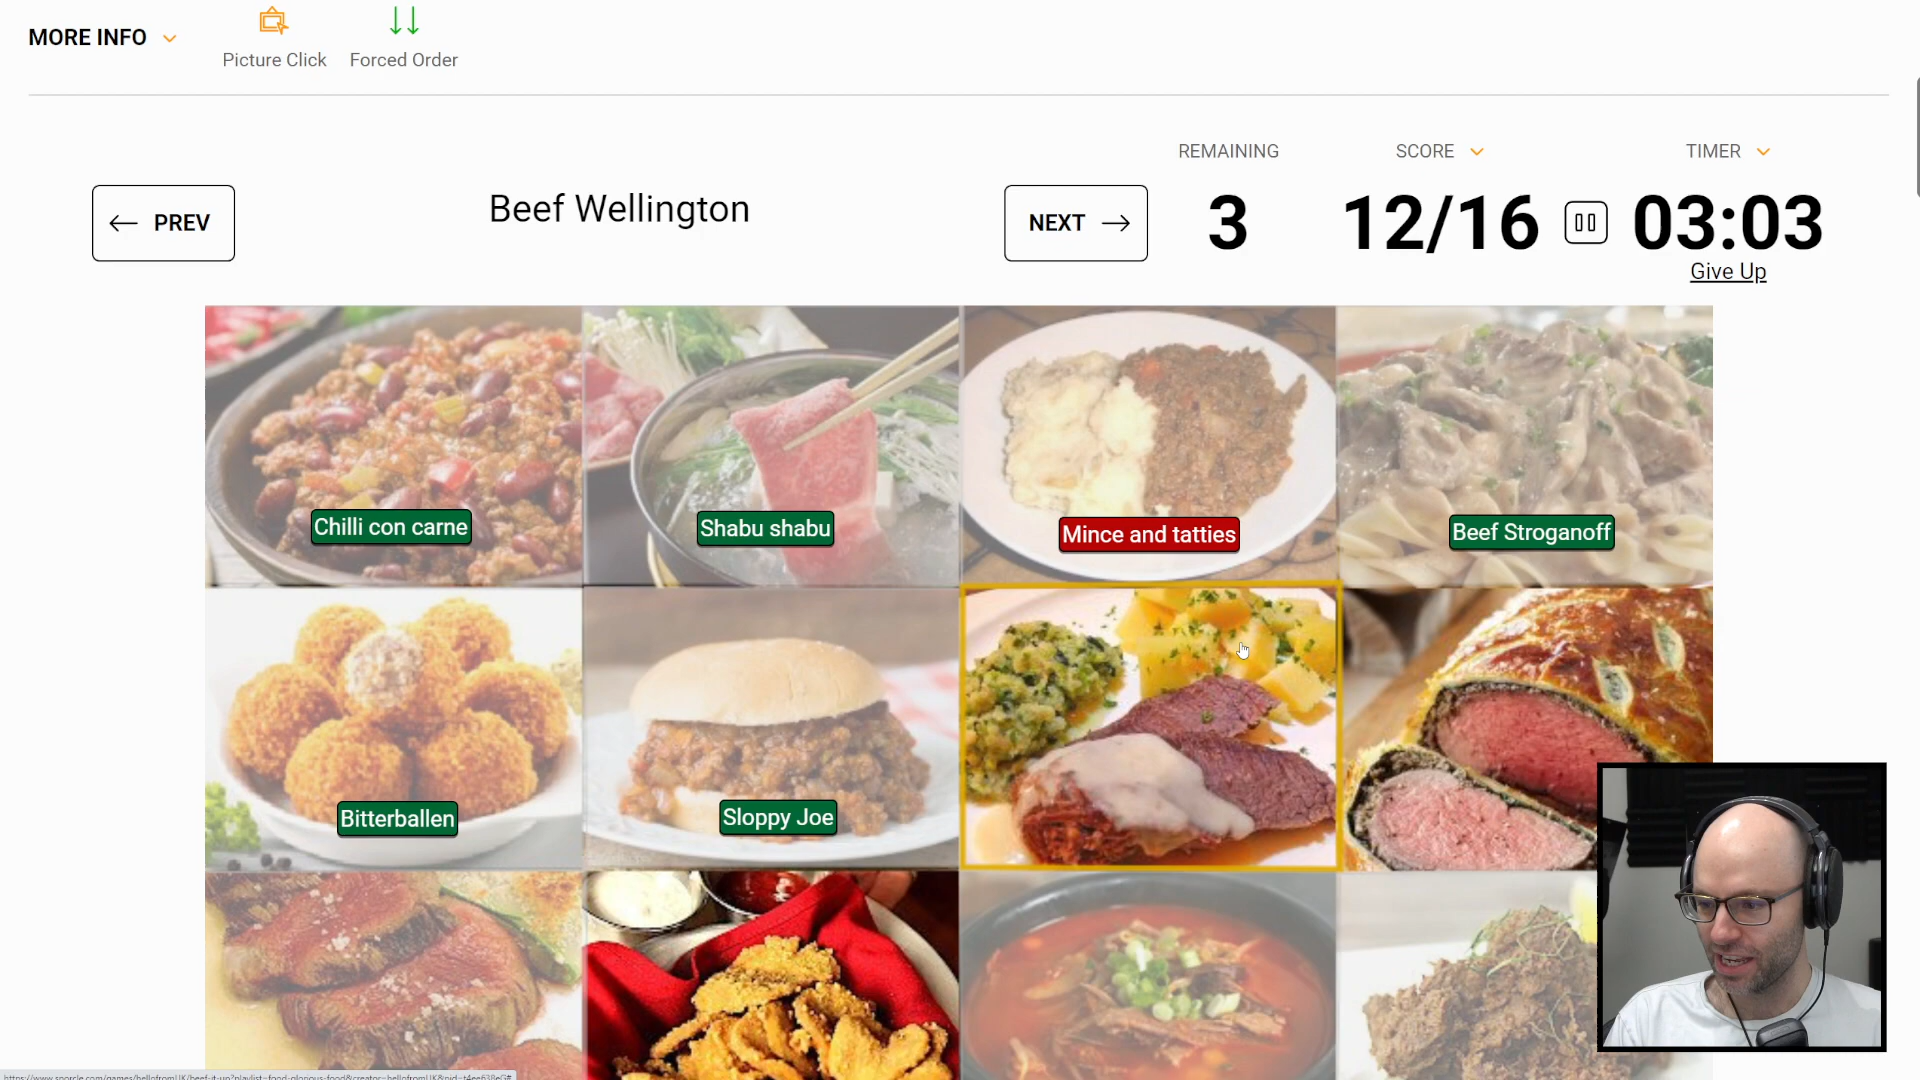 MORE INFO
Picture Click
Forced Order
REMAINING
SCORE
TIMER
PREV
Beef Wellington
NEXT
3
12/16
03:03
Give Up
Chilli con carne
Shabu shabu
Mince and tatties
Beef Stroganoff
Bitterballen
Sloppy Joe